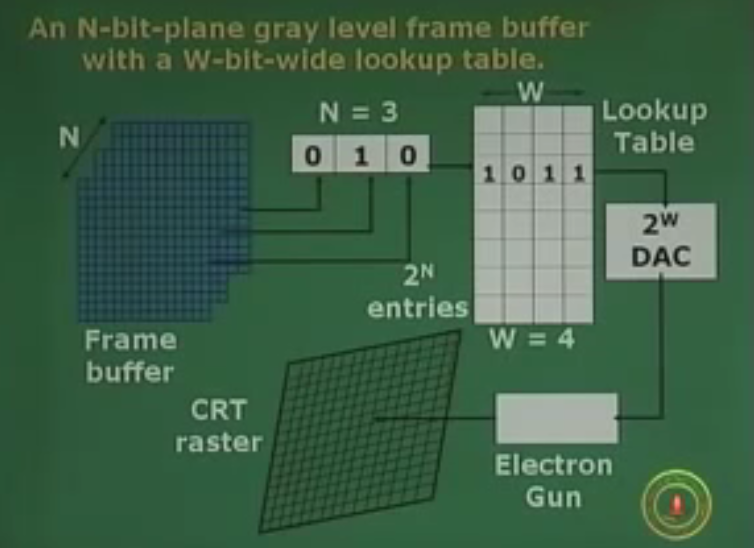 An N-bit-plane gray level frame buffer
with a W-bit-wide lookup table.
N
N = 3
0 1 0
W
Lookup
Table
1 0 1 1
2ᵂ
DAC
2ᴺ
entries
W = 4
Frame
buffer
CRT
raster
Electron
Gun